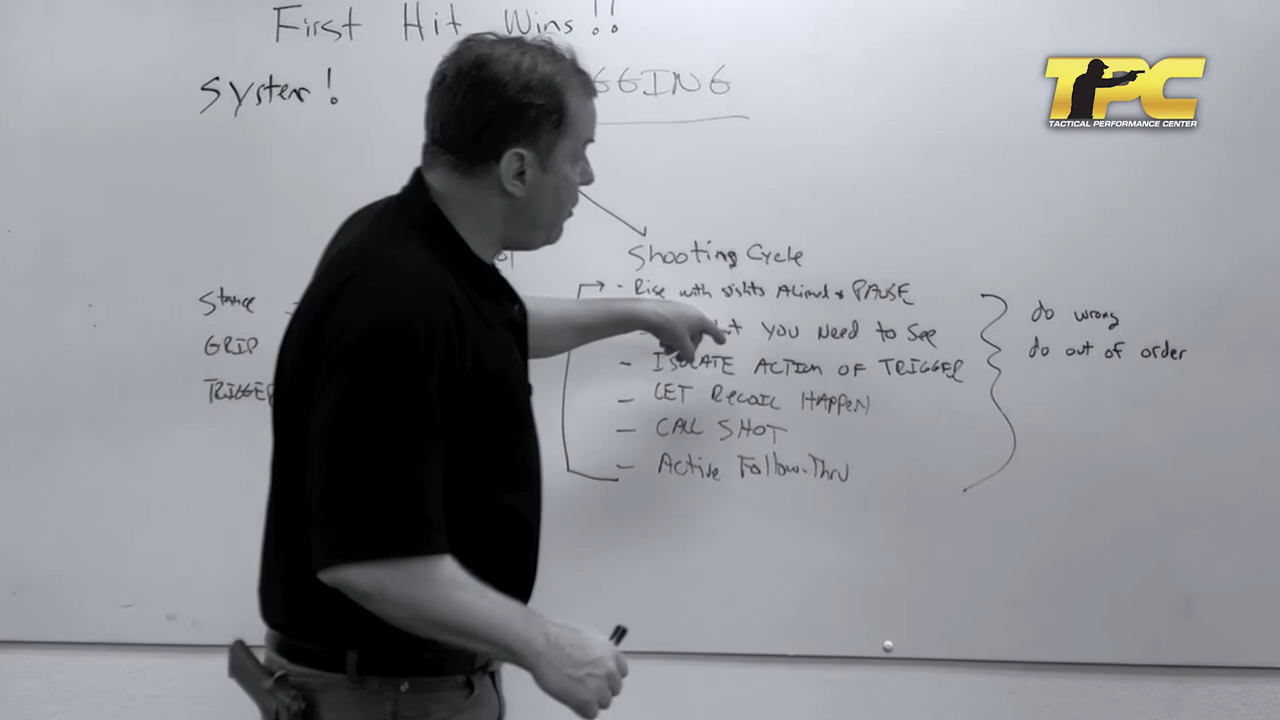 First Hit Wins!!
System!
GGING
TPC
TACTICAL PERFORMANCE CENTER
Shooting Cycle
- Rise with sights Aligned & PAUSE
you Need to See
- ISOLATE ACTION OF TRIGGER
- LET RECOIL HAPPEN
- CALL SHOT
- Active Follow-Thru
Stance
GRIP
TRIGGER
do wrong
do out of order